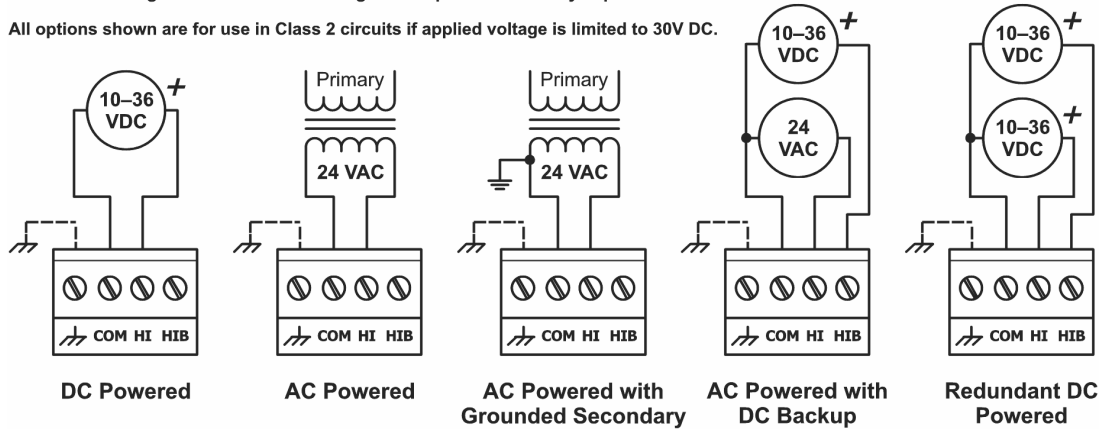 All options shown are for use in Class 2 circuits if applied voltage is limited to 30V DC.
10–36
VDC
+
Primary
24 VAC
Primary
24 VAC
10–36
VDC
+
24
VAC
10–36
VDC
+
10–36
VDC
+
COM HI HIB
COM HI HIB
COM HI HIB
COM HI HIB
COM HI HIB
DC Powered
AC Powered
AC Powered with
Grounded Secondary
AC Powered with
DC Backup
Redundant DC
Powered